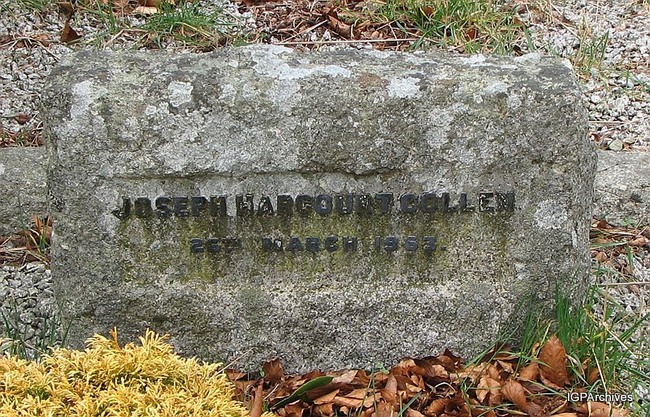 JOSEPH HARCOURT COLLEN
26TH MARCH 1953
IGPArchives